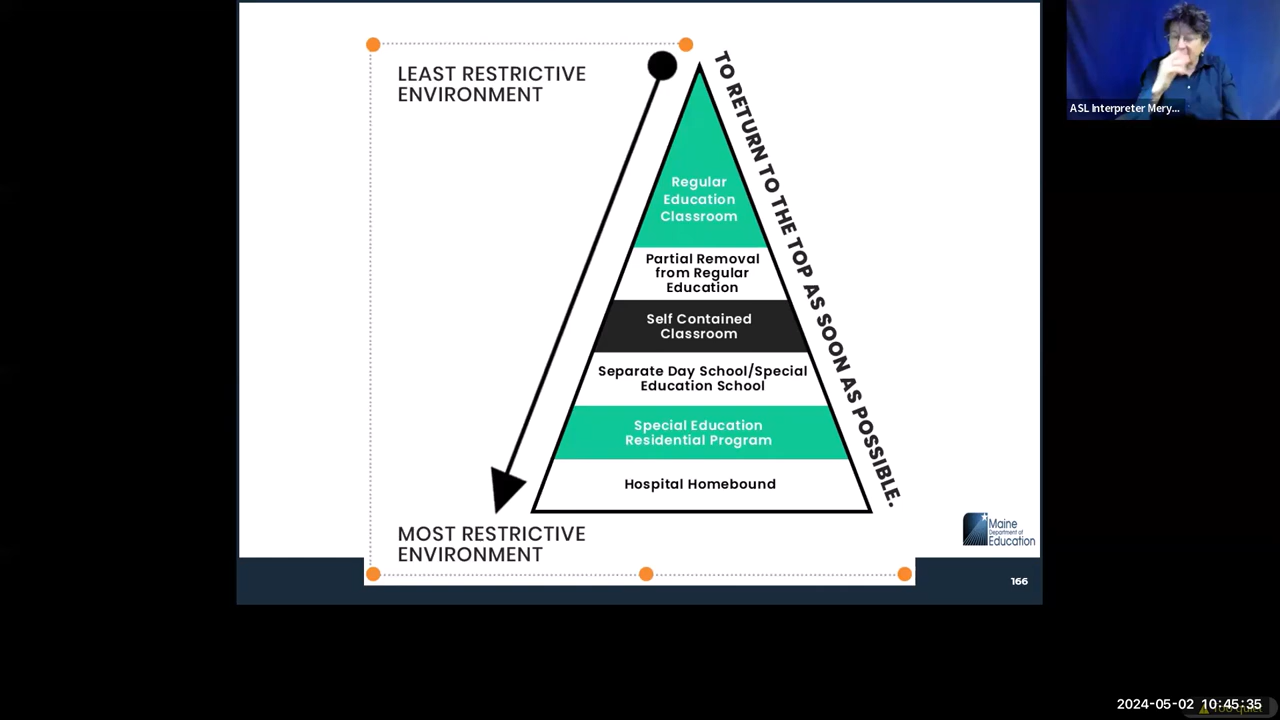 LEAST RESTRICTIVE
ENVIRONMENT
TO RETURN TO THE TOP AS SOON AS POSSIBLE.
Regular
Education
Classroom
Partial Removal
from Regular
Education
Self Contained
Classroom
Separate Day School/Special
Education School
Special Education
Residential Program
Hospital Homebound
MOST RESTRICTIVE
ENVIRONMENT
Maine
Department of
Education
166
ASL Interpreter Mery...
2024-05-02 10:45:35